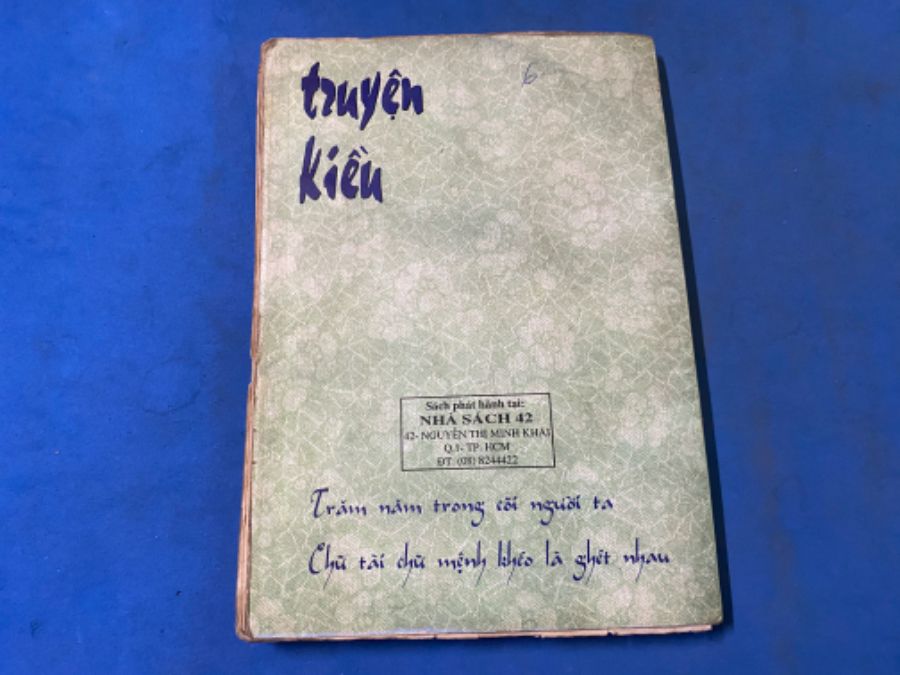 truyện
6
kiều
Sách phát hành tại:
NHÀ SÁCH 42
42- NGUYỄN THỊ MINH KHAI
Q.1- TP. HCM
ĐT: (08) 8244422
Trăm năm trong cõi người ta
Chữ tài chữ mệnh khéo là ghét nhau